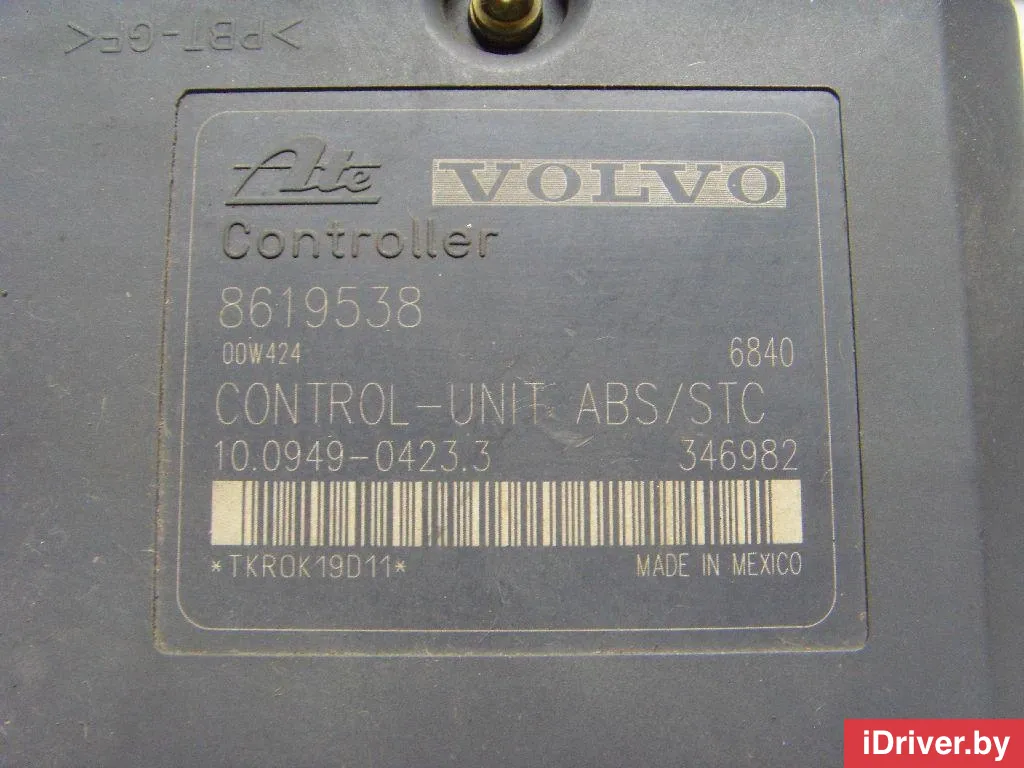 >PBT-GF<
Ate VOLVO
Controller
8619538
00W424 6840
CONTROL-UNIT ABS/STC
10.0949-0423.3 346982
*TKR0K19D11* MADE IN MEXICO
iDriver.by